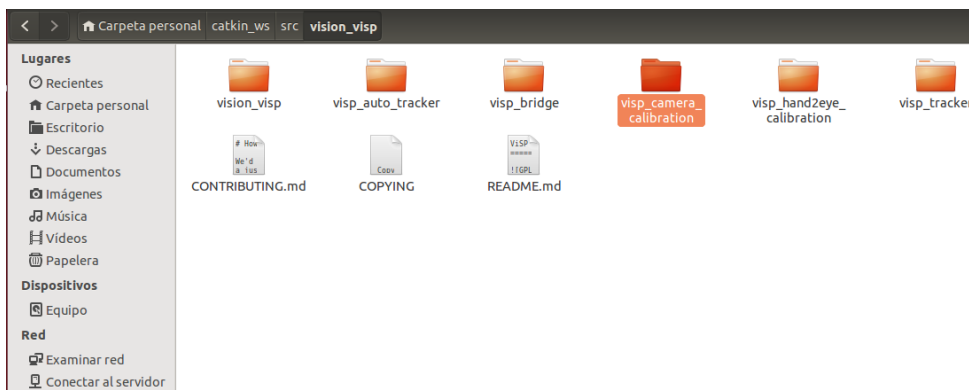 Carpeta personal catkin_ws src vision_visp
Lugares
Recientes
Carpeta personal
Escritorio
Descargas
Documentos
Imágenes
Música
Vídeos
Papelera
Dispositivos
Equipo
Red
Examinar red
Conectar al servidor
vision_visp
visp_auto_tracker
visp_bridge
visp_camera_
calibration
visp_hand2eye_
calibration
visp_tracker
# How
We'd
a jus
CONTRIBUTING.md
Copy
COPYING
ViSP
=====
![GPL
README.md